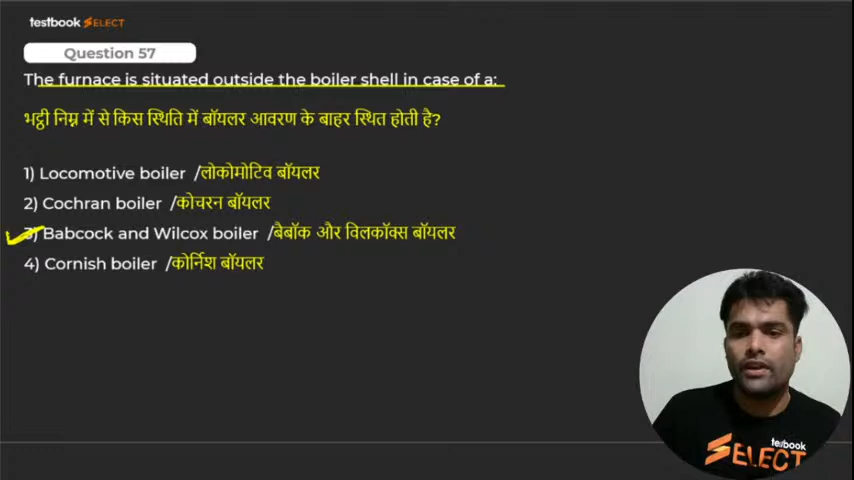 testbook SELECT
Question 57
The furnace is situated outside the boiler shell in case of a:
भट्ठी निम्न में से किस स्थिति में बॉयलर आवरण के बाहर स्थित होती है?
1) Locomotive boiler /लोकोमोटिव बॉयलर
2) Cochran boiler /कोचरन बॉयलर
3) Babcock and Wilcox boiler /बैबॉक और विलकॉक्स बॉयलर
4) Cornish boiler /कोर्निश बॉयलर
testbook
SELECT